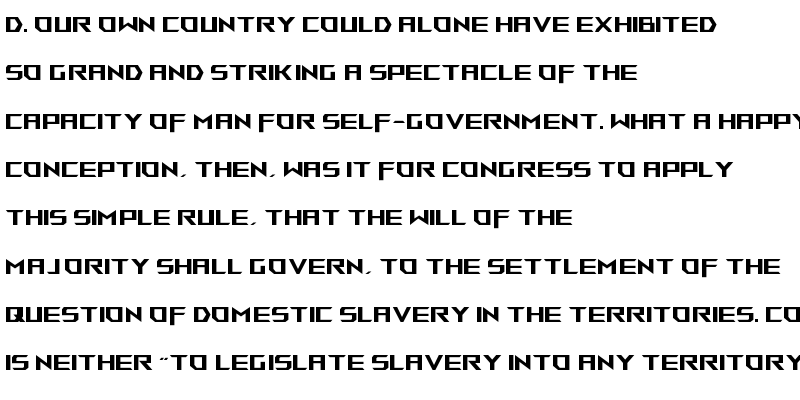 D. OUR OWN COUNTRY COULD ALONE HAVE EXHIBITED
SO GRAND AND STRIKING A SPECTACLE OF THE
CAPACITY OF MAN FOR SELF-GOVERNMENT. WHAT A HAPPY
CONCEPTION, THEN, WAS IT FOR CONGRESS TO APPLY
THIS SIMPLE RULE, THAT THE WILL OF THE
MAJORITY SHALL GOVERN, TO THE SETTLEMENT OF THE
QUESTION OF DOMESTIC SLAVERY IN THE TERRITORIES. CO
IS NEITHER "TO LEGISLATE SLAVERY INTO ANY TERRITORY